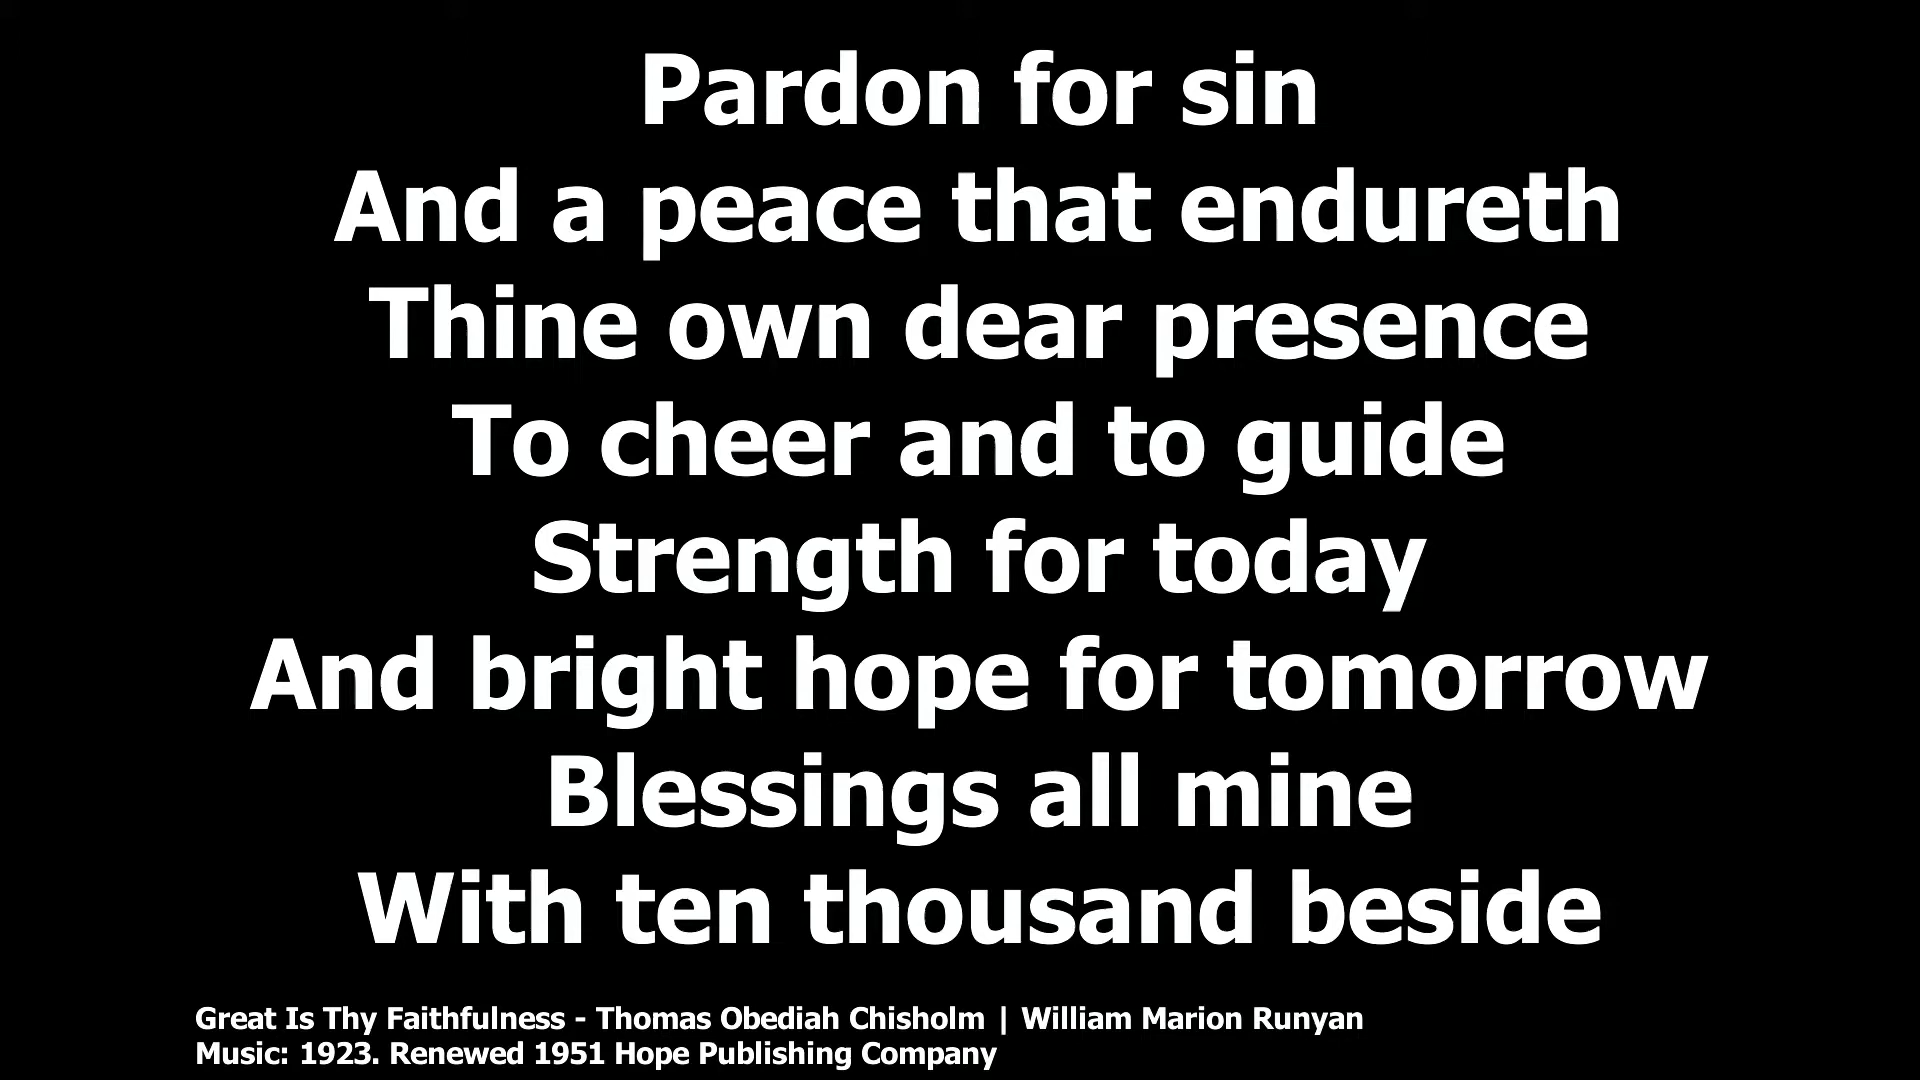 Pardon for sin
And a peace that endureth
Thine own dear presence
To cheer and to guide
Strength for today
And bright hope for tomorrow
Blessings all mine
With ten thousand beside
Great Is Thy Faithfulness - Thomas Obediah Chisholm | William Marion Runyan
Music: 1923. Renewed 1951 Hope Publishing Company